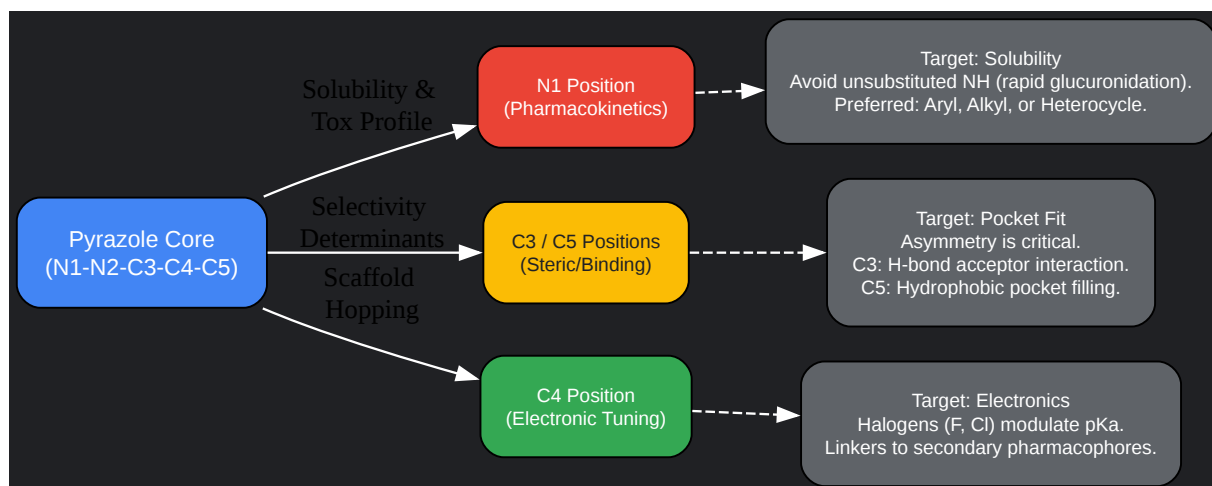 Solubility &
Tox Profile
N1 Position
(Pharmacokinetics)
Target: Solubility
Avoid unsubstituted NH (rapid glucuronidation).
Preferred: Aryl, Alkyl, or Heterocycle.
Pyrazole Core
(N1-N2-C3-C4-C5)
Selectivity
Determinants
C3 / C5 Positions
(Steric/Binding)
Target: Pocket Fit
Asymmetry is critical.
C3: H-bond acceptor interaction.
C5: Hydrophobic pocket filling.
Scaffold
Hopping
C4 Position
(Electronic Tuning)
Target: Electronics
Halogens (F, Cl) modulate pKa.
Linkers to secondary pharmacophores.